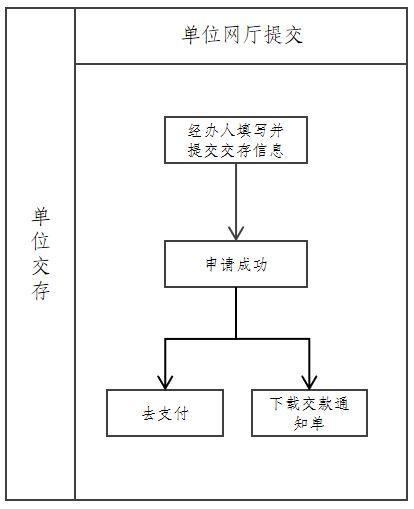 单位网厅提交
单位交存
经办人填写并
提交交存信息
申请成功
去支付
下载交款通
知单